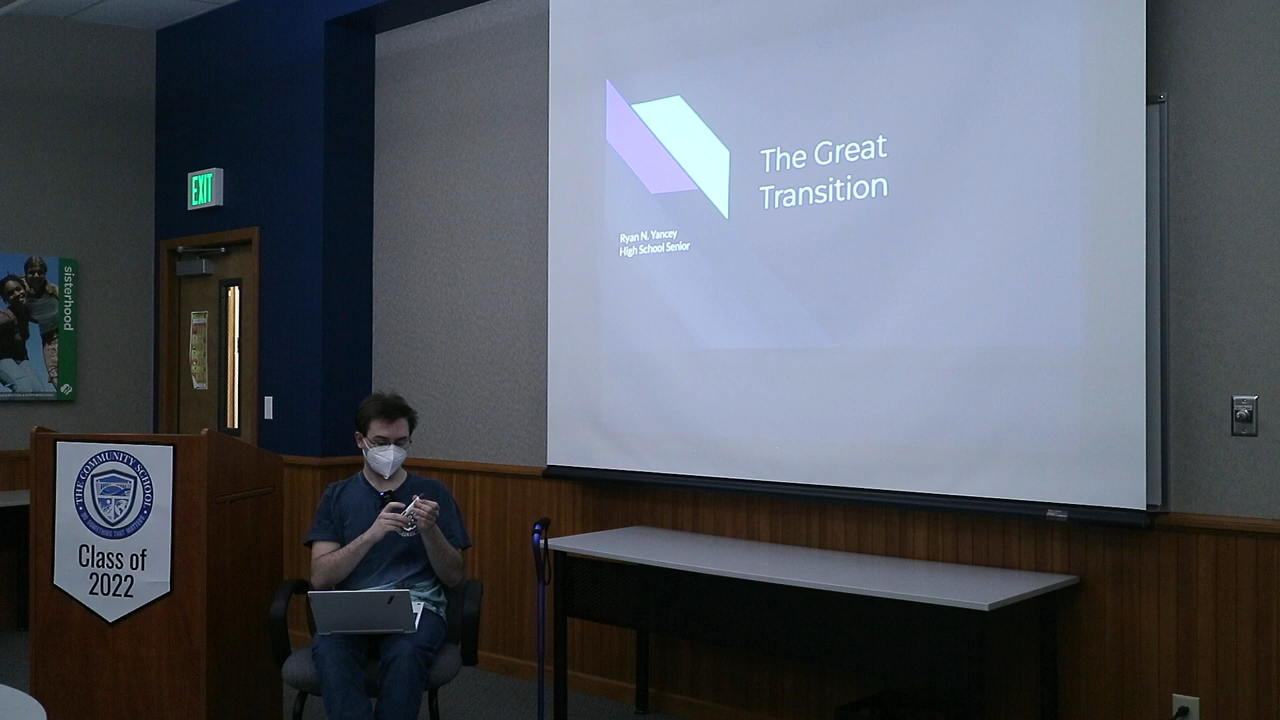 The Great
Transition
Ryan N. Yancey
High School Senior
EXIT
sisterhood
THE COMMUNITY SCHOOL
Class of
2022